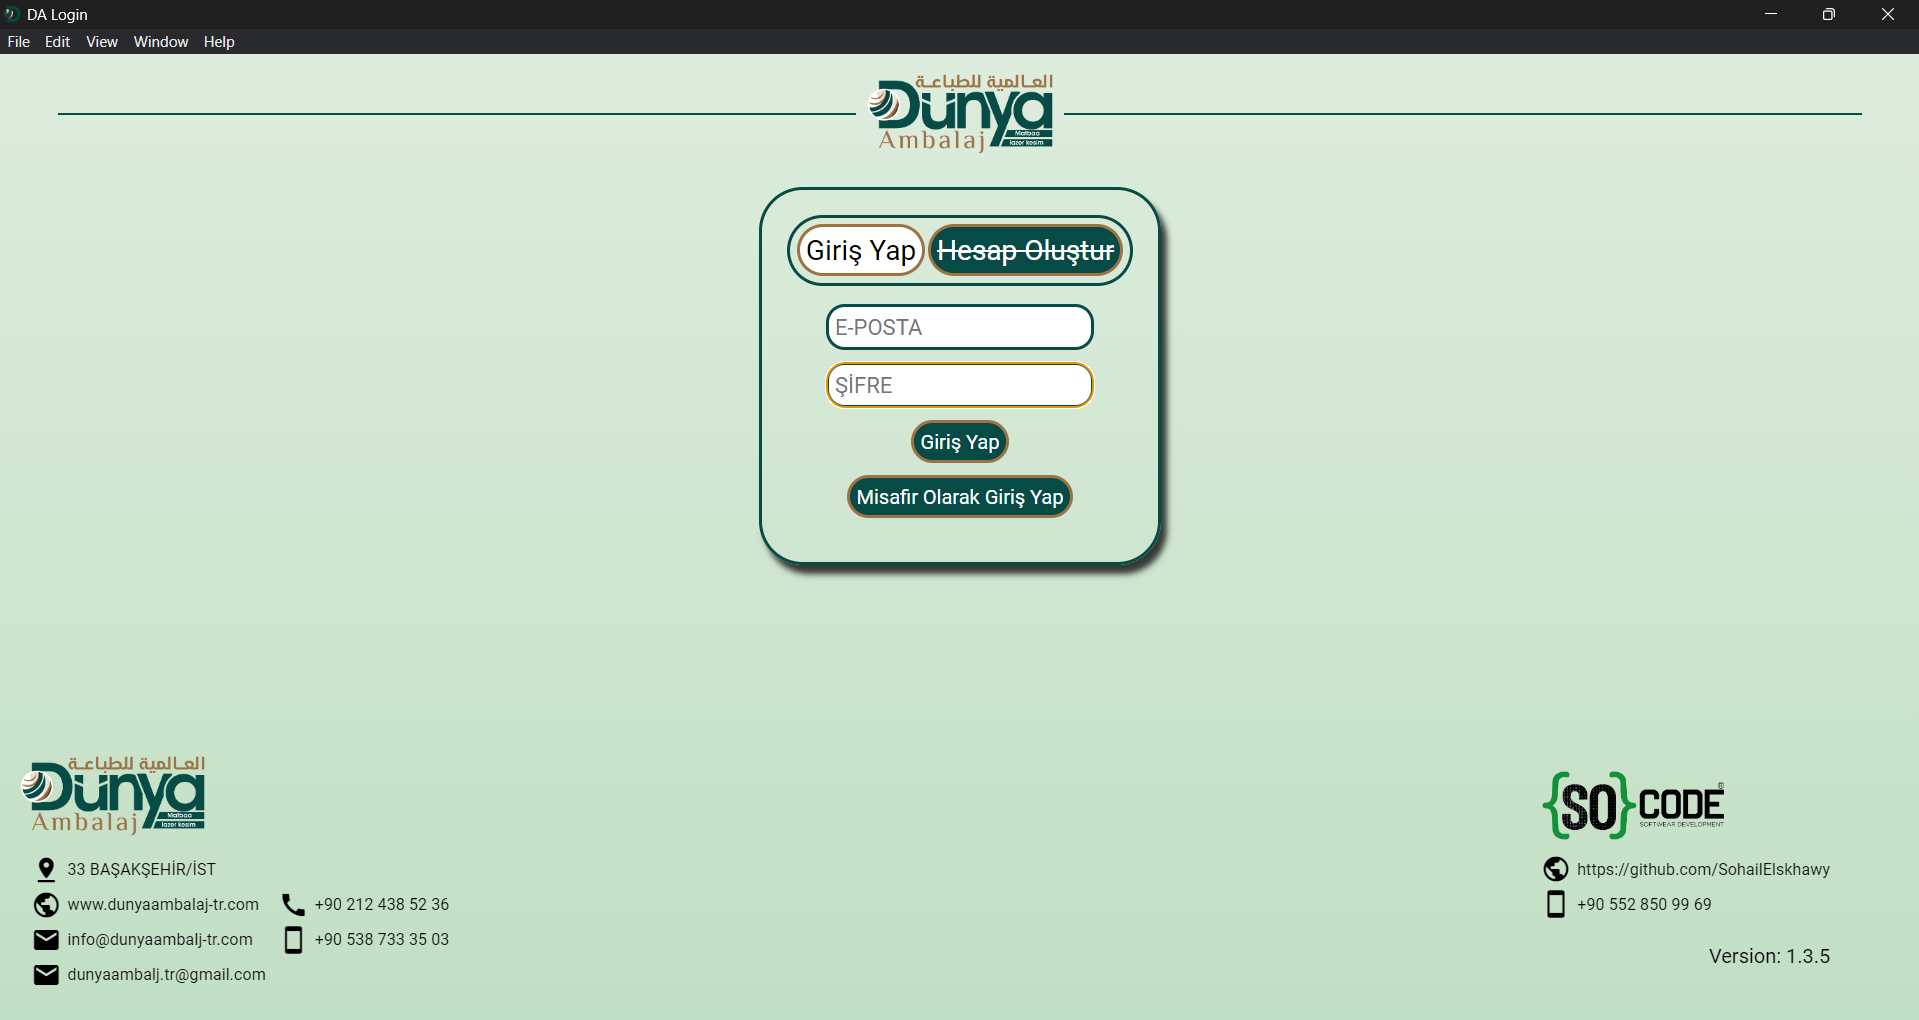 DA Login
File Edit View Window Help
العالمية للطباعة
Dunya
Ambalaj
Matbaa
lazer kesim
Giriş Yap Hesap Oluştur
E-POSTA
ŞİFRE
Giriş Yap
Misafir Olarak Giriş Yap
العالمية للطباعة
Dunya
Ambalaj
Matbaa
lazer kesim
33 BAŞAKŞEHİR/İST
www.dunyaambalaj-tr.com +90 212 438 52 36
info@dunyaambalj-tr.com +90 538 733 35 03
dunyaambalj.tr@gmail.com
{SO}CODE®
SOFTWEAR DEVELOPMENT
https://github.com/SohailElskhawy
+90 552 850 99 69
Version: 1.3.5